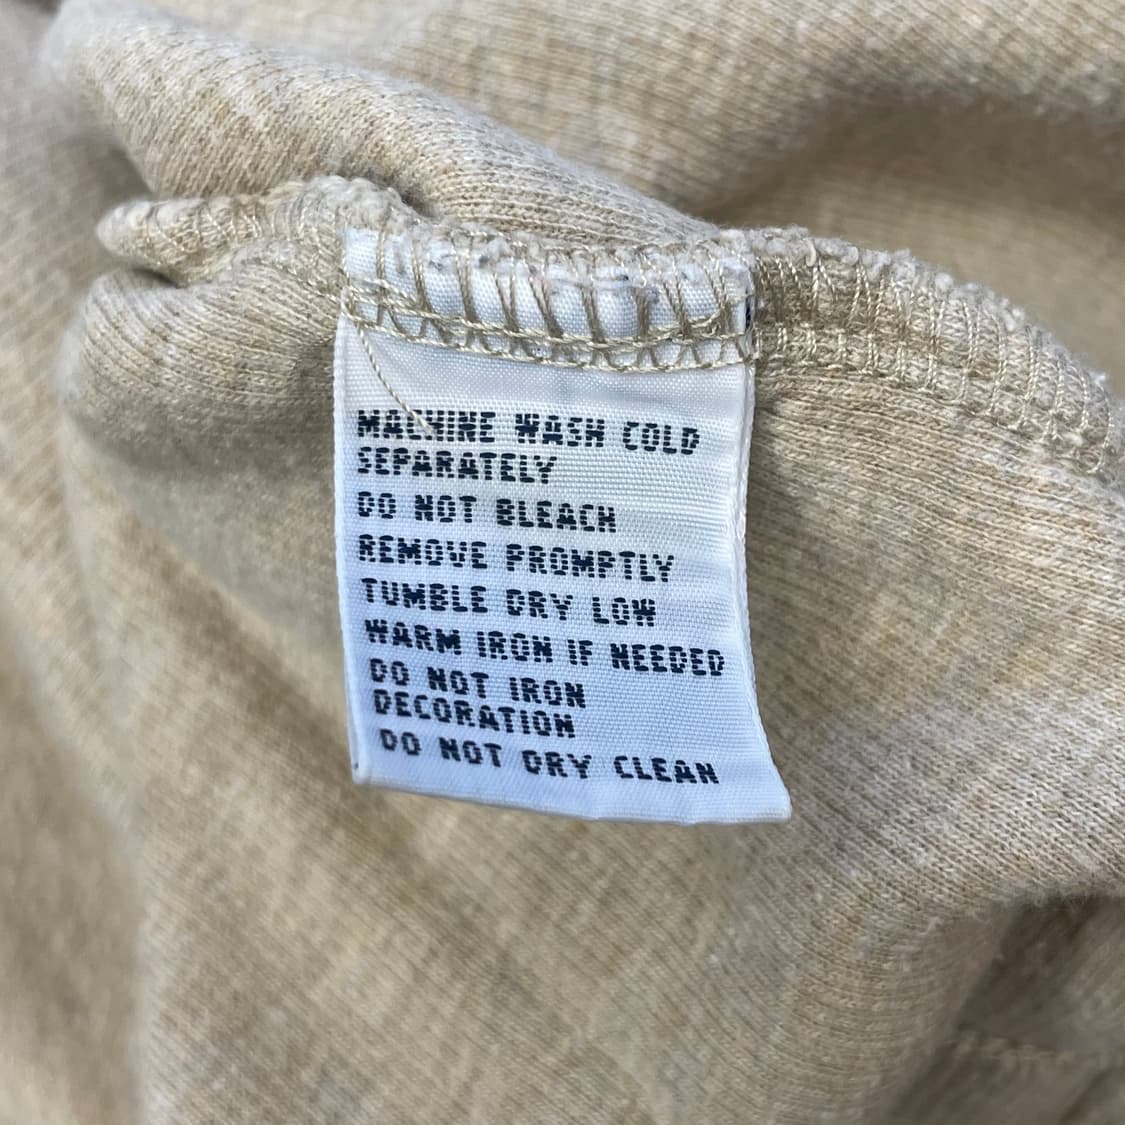 MACHINE WASH COLD
SEPARATELY
DO NOT BLEACH
REMOVE PROMPTLY
TUMBLE DRY LOW
WARM IRON IF NEEDED
DO NOT IRON
DECORATION
DO NOT DRY CLEAN